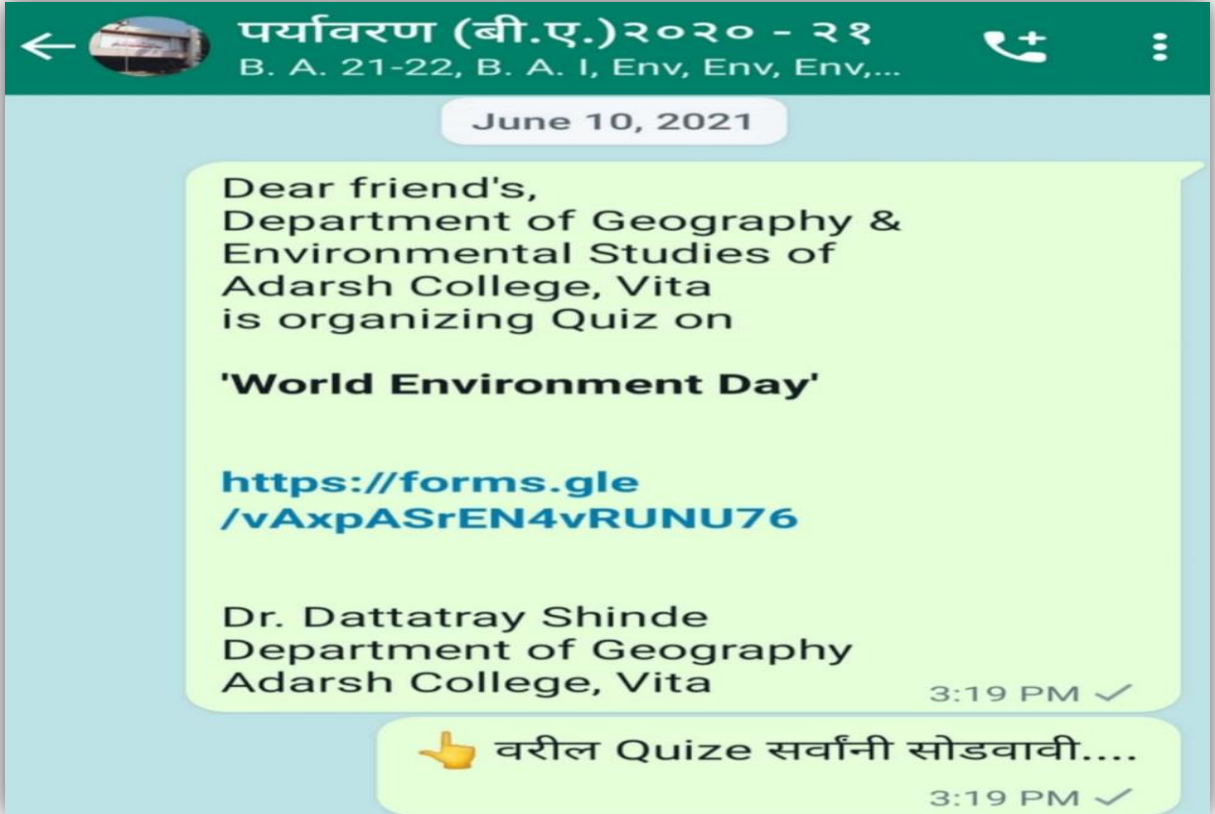 पर्यावरण (बी.ए.)२०२० - २१
B. A. 21-22, B. A. I, Env, Env, Env,...
June 10, 2021
Dear friend's,
Department of Geography &
Environmental Studies of
Adarsh College, Vita
is organizing Quiz on
'World Environment Day'
https://forms.gle
/vAxpASrEN4vRUNU76
Dr. Dattatray Shinde
Department of Geography
Adarsh College, Vita
3:19 PM
👆 वरील Quize सर्वांनी सोडवावी....
3:19 PM